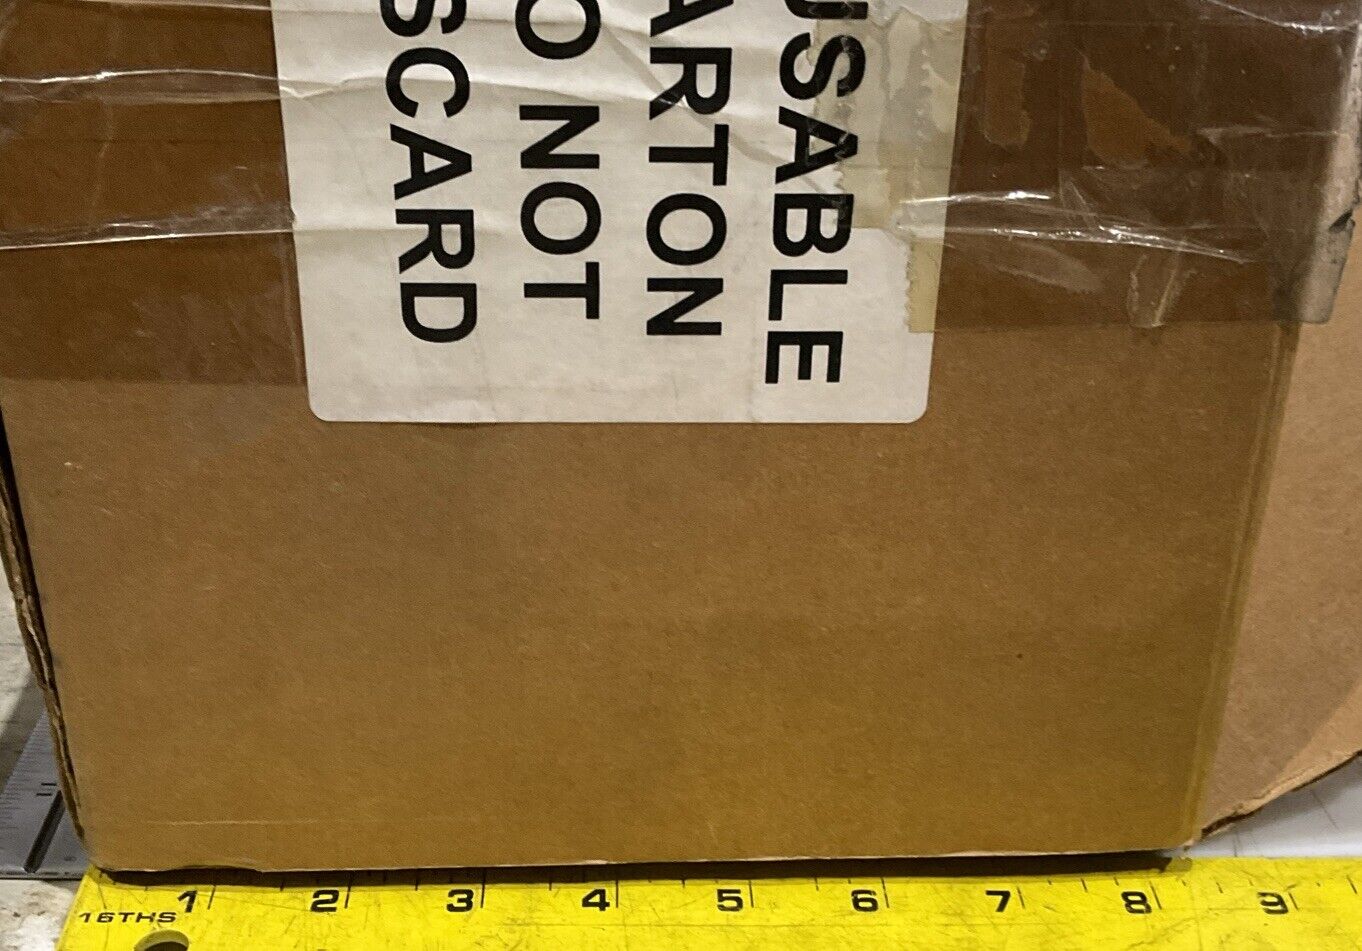 USABLE
ARTON
O NOT
SCARD
16THS 1 2 3 4 5 6 7 8 9